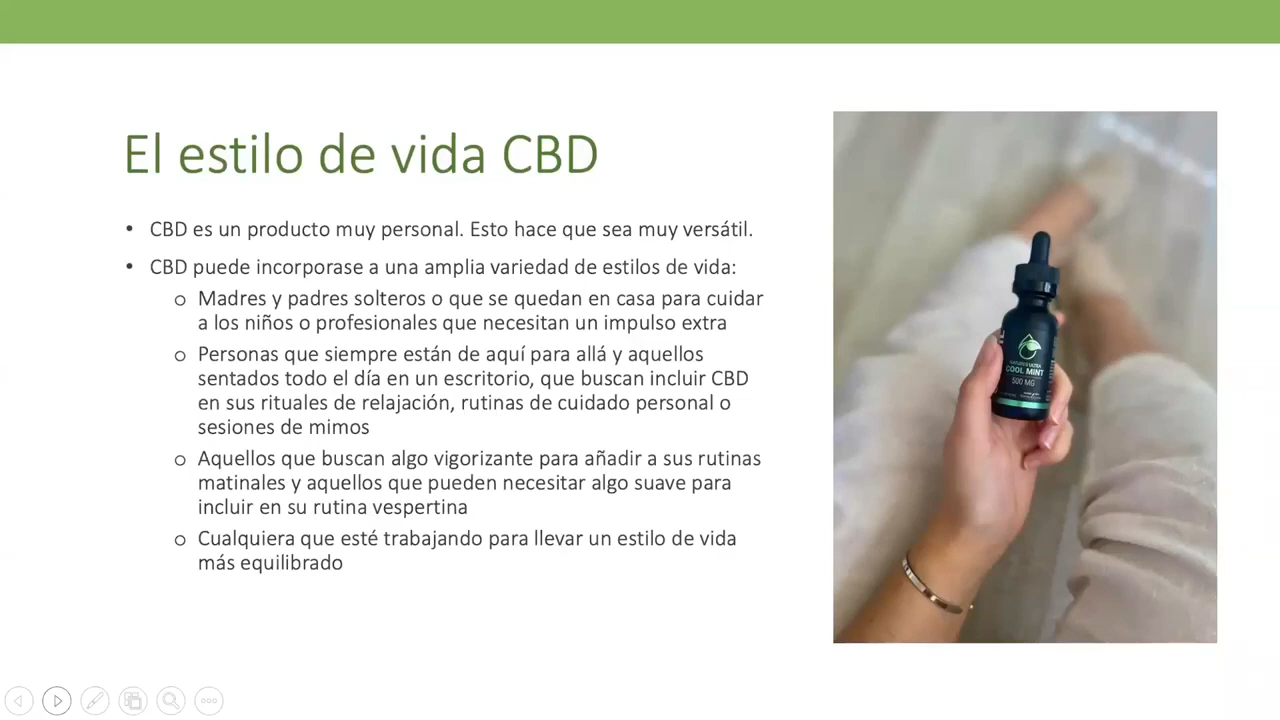 El estilo de vida CBD
• CBD es un producto muy personal. Esto hace que sea muy versátil.
• CBD puede incorporase a una amplia variedad de estilos de vida:
o Madres y padres solteros o que se quedan en casa para cuidar
a los niños o profesionales que necesitan un impulso extra
o Personas que siempre están de aquí para allá y aquellos
sentados todo el día en un escritorio, que buscan incluir CBD
en sus rituales de relajación, rutinas de cuidado personal o
sesiones de mimos
o Aquellos que buscan algo vigorizante para añadir a sus rutinas
matinales y aquellos que pueden necesitar algo suave para
incluir en su rutina vespertina
o Cualquiera que esté trabajando para llevar un estilo de vida
más equilibrado
NATURE'S ULTRA
COOL MINT
500 MG